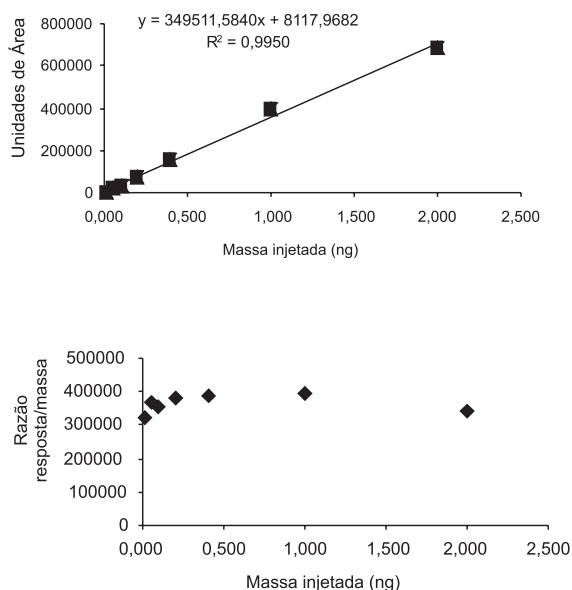 y = 349511,5840x + 8117,9682
R² = 0,9950
Unidades de Área
800000
600000
400000
200000
0
0,000 0,500 1,000 1,500 2,000 2,500
Massa injetada (ng)
Razão
resposta/massa
500000
400000
300000
200000
100000
0
0,000 0,500 1,000 1,500 2,000 2,500
Massa injetada (ng)